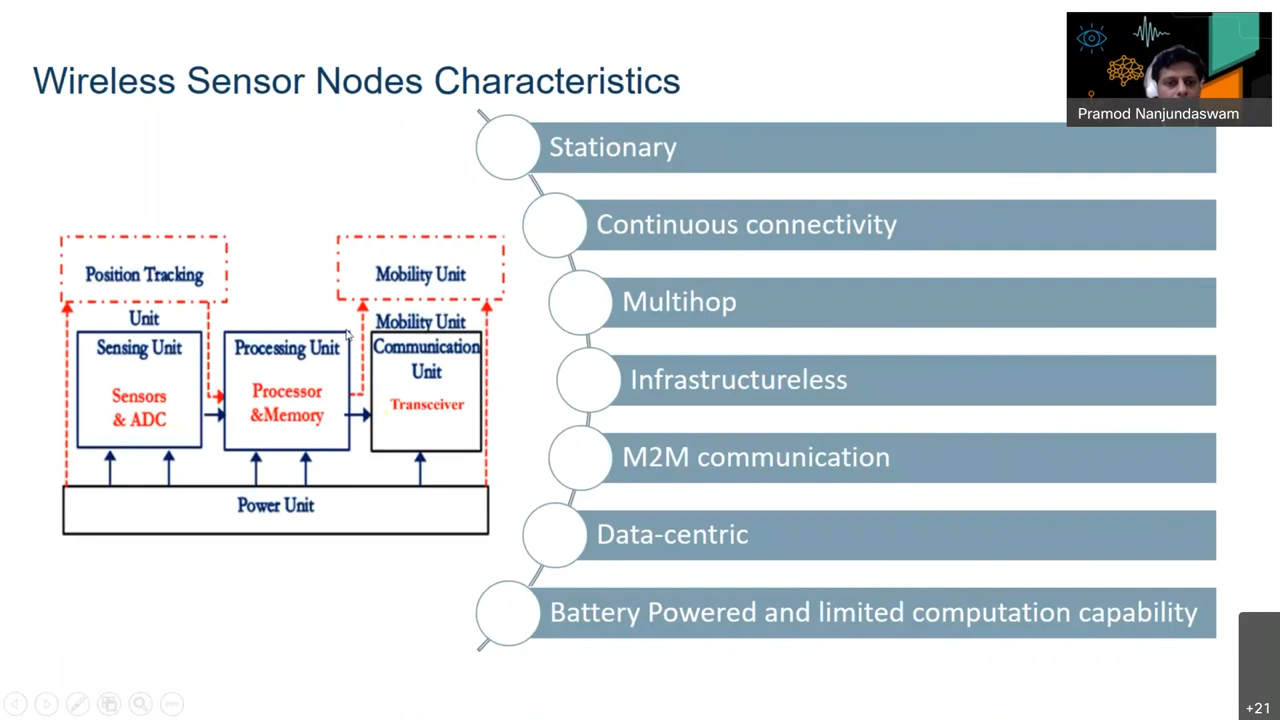 Wireless Sensor Nodes Characteristics
Pramod Nanjundaswam
Position Tracking
Unit
Mobility Unit
Mobility Unit
Sensing Unit
Sensors
& ADC
Processing Unit
Processor
&Memory
Communication
Unit
Transceiver
Power Unit
Stationary
Continuous connectivity
Multihop
Infrastructureless
M2M communication
Data-centric
Battery Powered and limited computation capability
+21